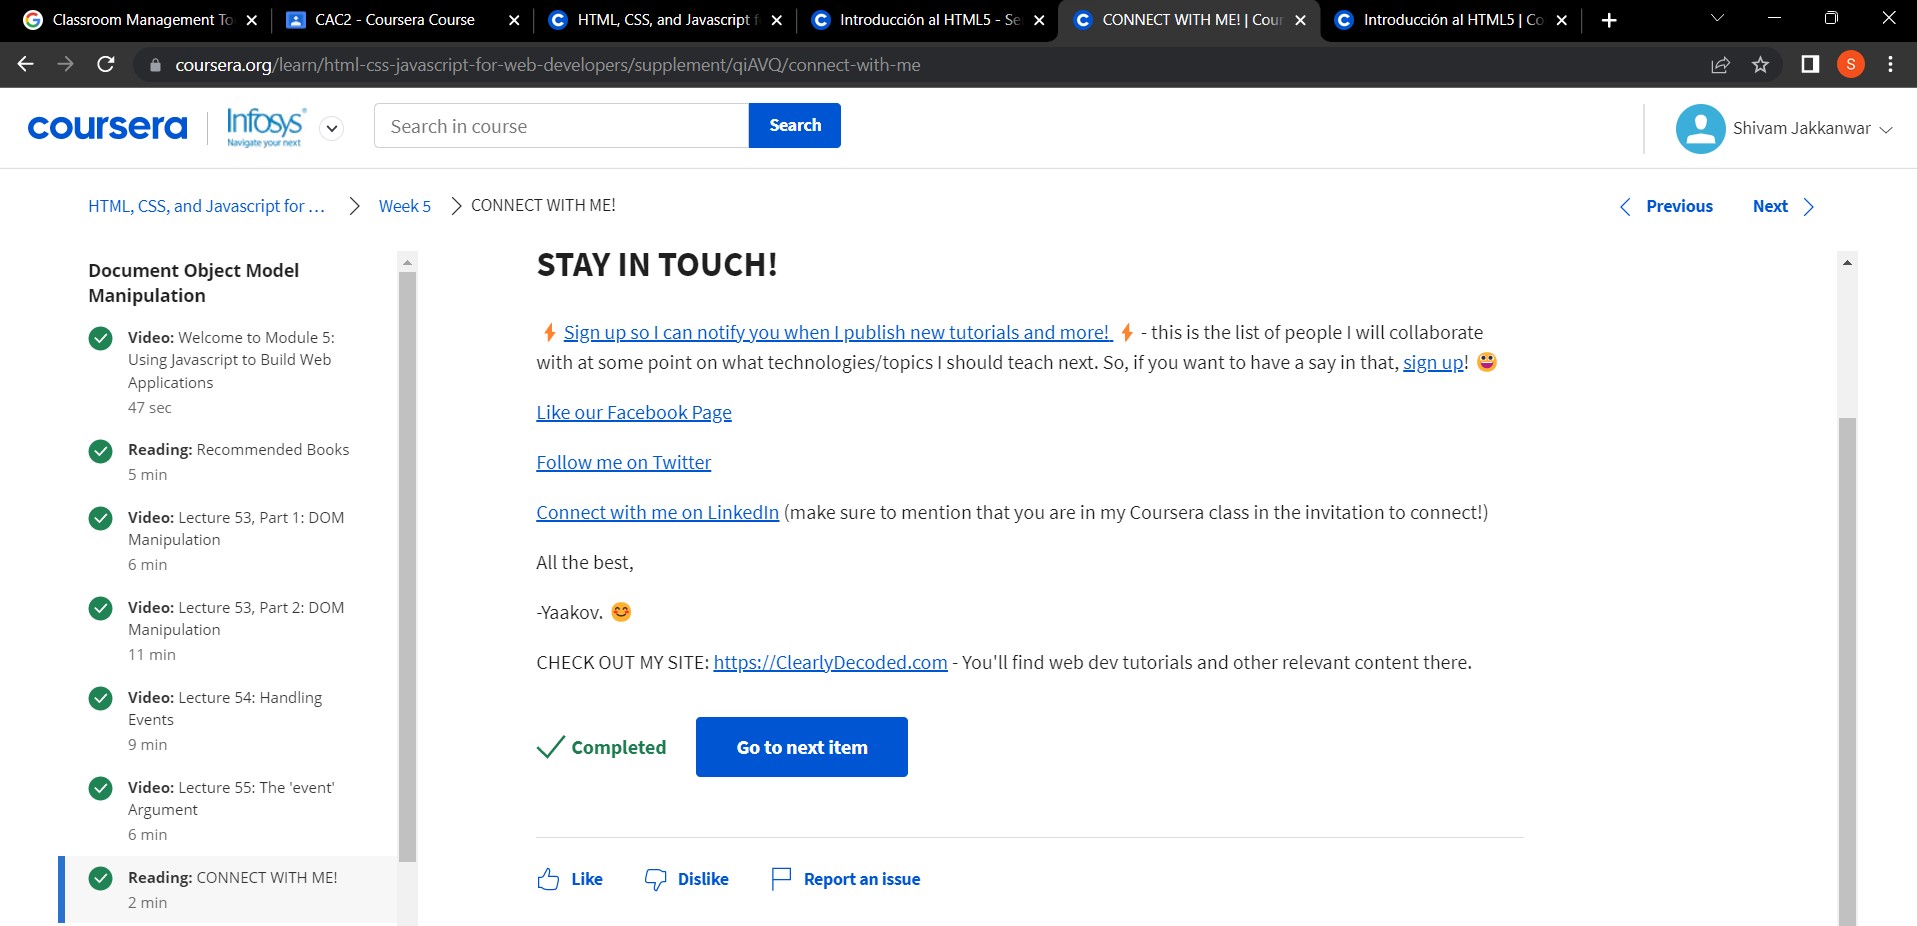 Classroom Management To
CAC2 - Coursera Course
HTML, CSS, and Javascript f
Introducción al HTML5 - Se
CONNECT WITH ME! | Cour
Introducción al HTML5 | Co
coursera.org/learn/html-css-javascript-for-web-developers/supplement/qiAVQ/connect-with-me
S
coursera
Infosys®
Navigate your next
Search in course
Search
Shivam Jakkanwar
HTML, CSS, and Javascript for ...
Week 5
CONNECT WITH ME!
Previous
Next
Document Object Model
Manipulation
Video: Welcome to Module 5:
Using Javascript to Build Web
Applications
47 sec
Reading: Recommended Books
5 min
Video: Lecture 53, Part 1: DOM
Manipulation
6 min
Video: Lecture 53, Part 2: DOM
Manipulation
11 min
Video: Lecture 54: Handling
Events
9 min
Video: Lecture 55: The 'event'
Argument
6 min
Reading: CONNECT WITH ME!
2 min
STAY IN TOUCH!
⚡ Sign up so I can notify you when I publish new tutorials and more! ⚡ - this is the list of people I will collaborate
with at some point on what technologies/topics I should teach next. So, if you want to have a say in that, sign up! 😀
Like our Facebook Page
Follow me on Twitter
Connect with me on LinkedIn (make sure to mention that you are in my Coursera class in the invitation to connect!)
All the best,
-Yaakov. 😊
CHECK OUT MY SITE: https://ClearlyDecoded.com - You'll find web dev tutorials and other relevant content there.
Completed
Go to next item
Like
Dislike
Report an issue